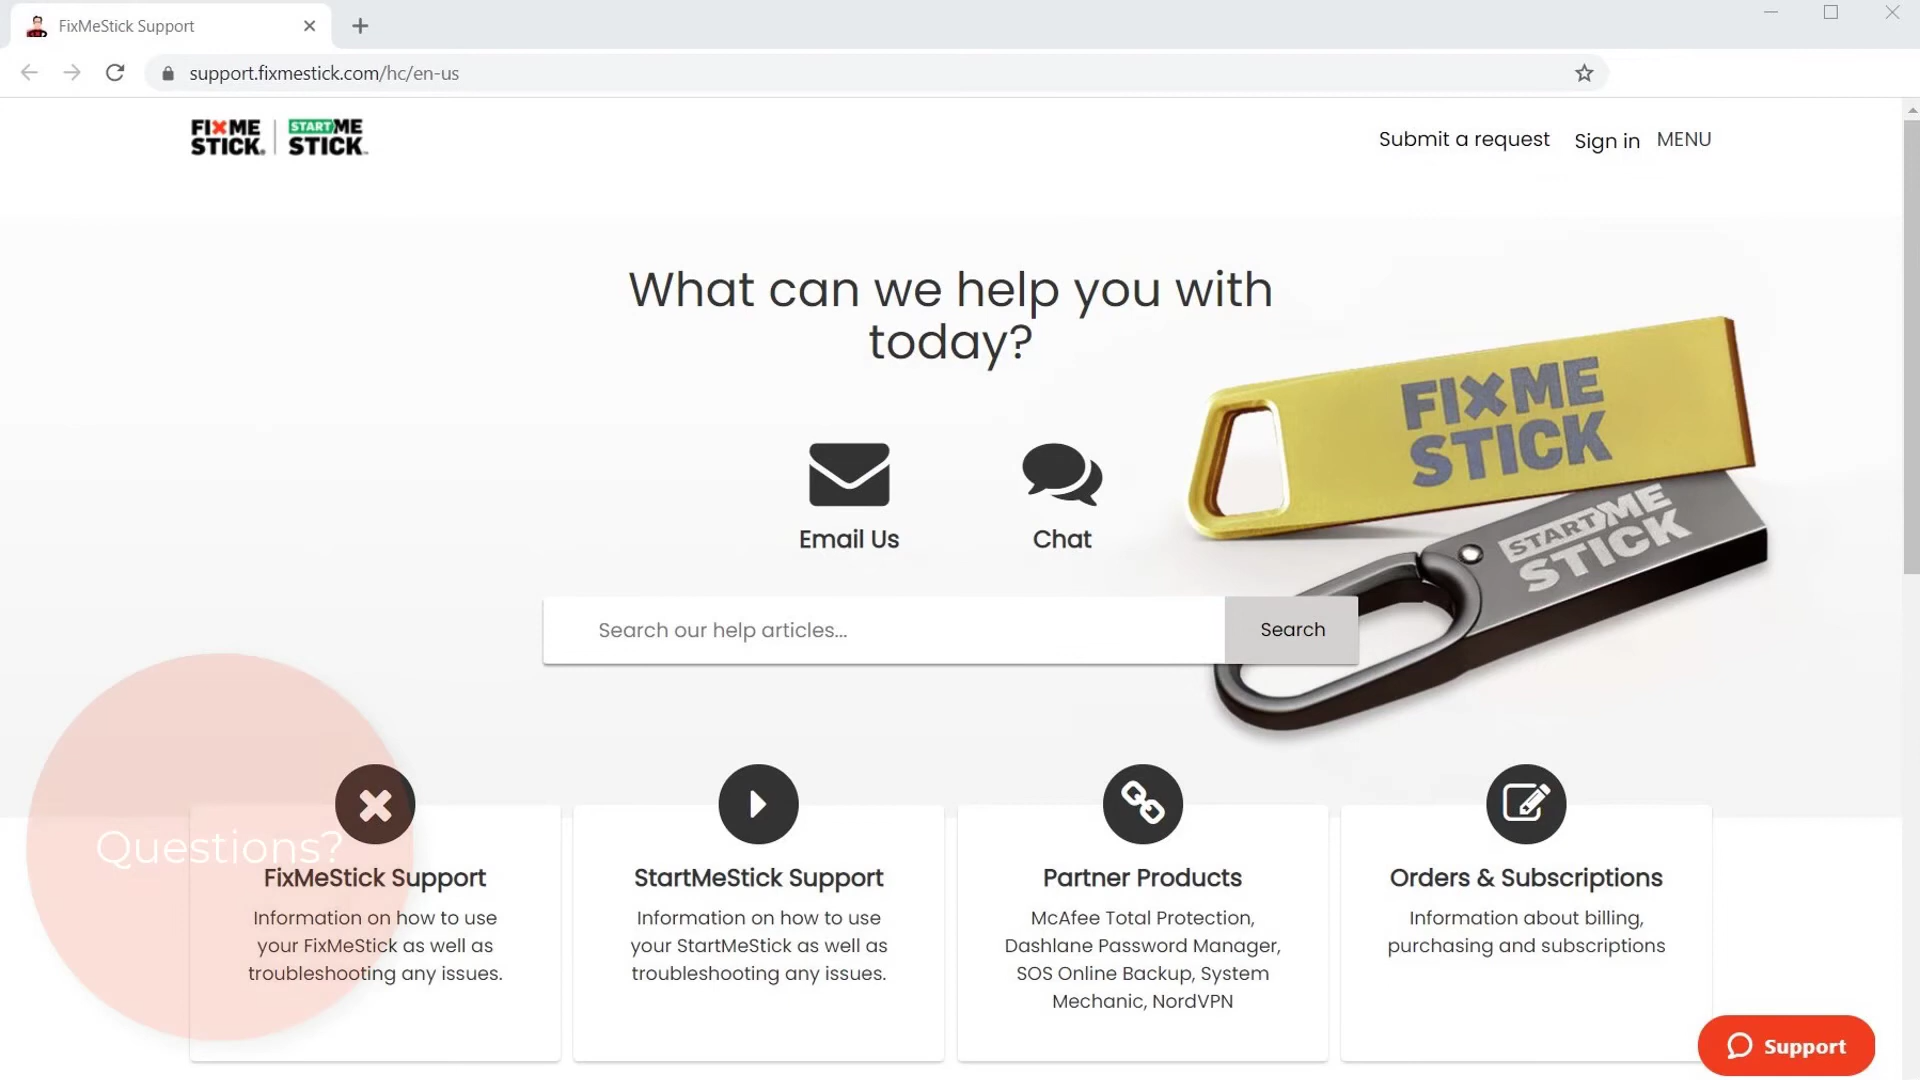 FixMeStick Support
support.fixmestick.com/hc/en-us
FIXME STICK. STARTME STICK
Submit a request Sign in MENU
What can we help you with
today?
FIXME
STICK
STARTME
STICK
Email Us Chat
Search our help articles... Search
Questions?
FixMeStick Support
Information on how to use
your FixMeStick as well as
troubleshooting any issues.
StartMeStick Support
Information on how to use
your StartMeStick as well as
troubleshooting any issues.
Partner Products
McAfee Total Protection,
Dashlane Password Manager,
SOS Online Backup, System
Mechanic, NordVPN
Orders & Subscriptions
Information about billing,
purchasing and subscriptions
Support